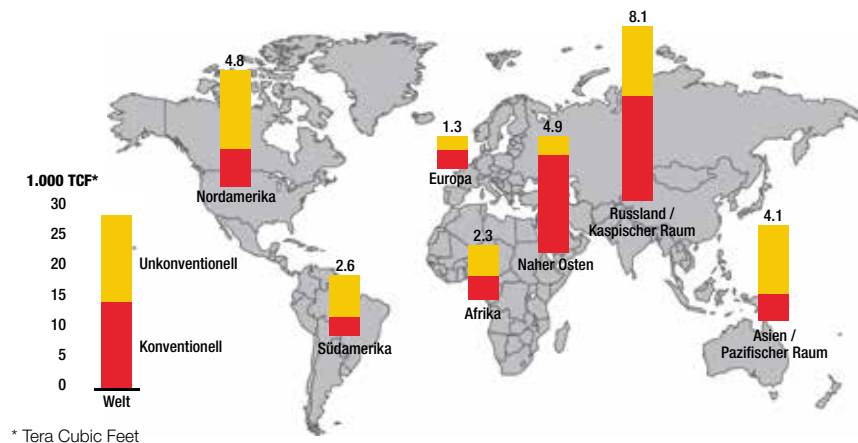 8.1
4.8
1.3
4.9
1.000 TCF*
Nordamerika
Europa
30
25
20
15
10
5
0
Unkonventionell
Konventionell
Welt
2.6
Südamerika
2.3
Afrika
Naher Osten
Russland /
Kaspischer Raum
4.1
Asien /
Pazifischer Raum
* Tera Cubic Feet